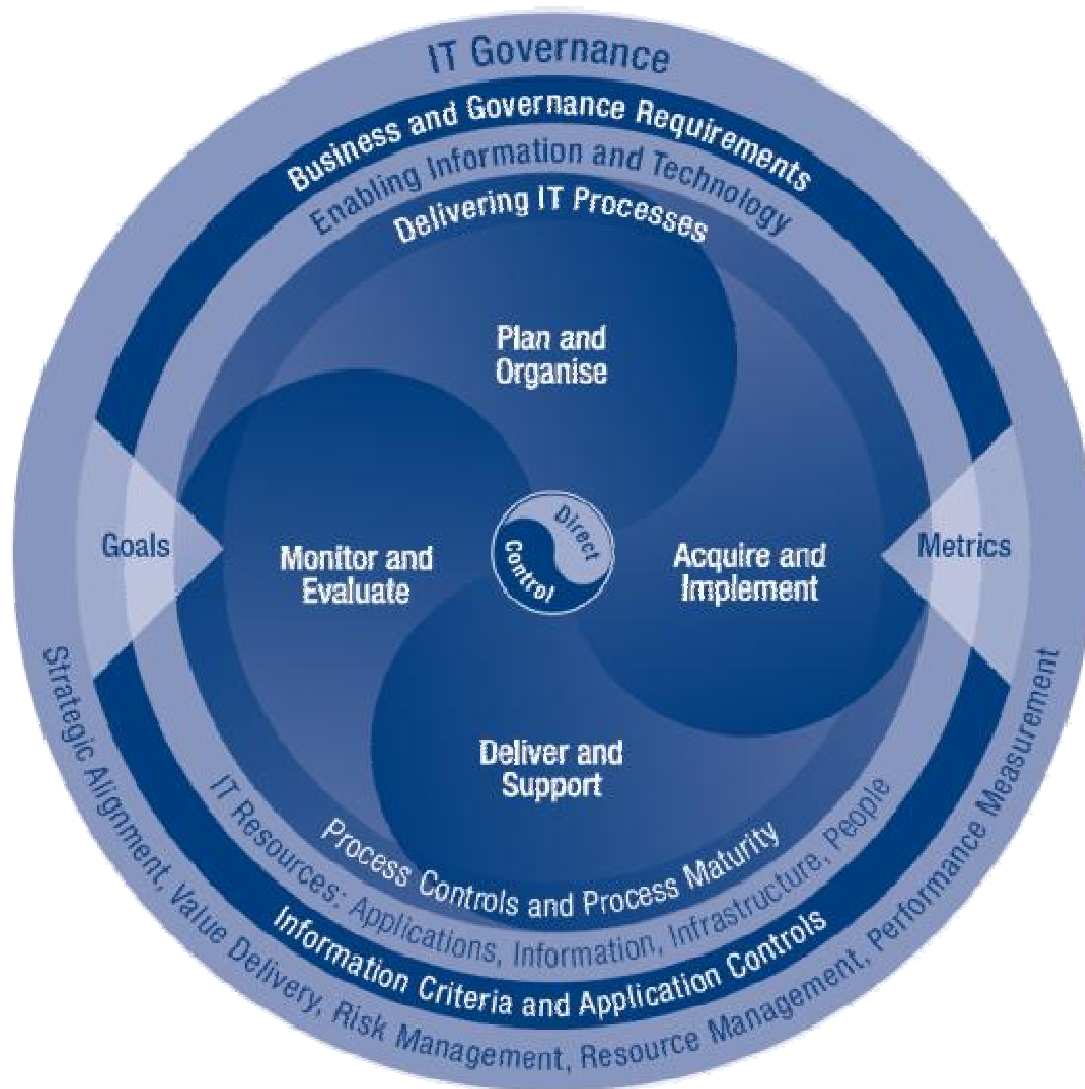 IT Governance
Business and Governance Requirements
Enabling Information and Technology
Delivering IT Processes
Plan and
Organise
Goals
Monitor and
Evaluate
Direct
Control
Acquire and
Implement
Metrics
Deliver and
Support
Process Controls and Process Maturity
IT Resources: Applications, Information, Infrastructure, People
Information Criteria and Application Controls
Strategic Alignment, Value Delivery, Risk Management, Resource Management, Performance Measurement